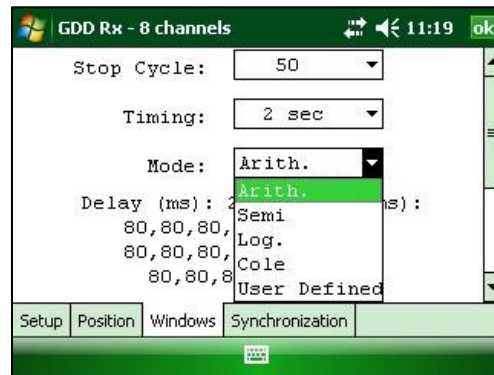 GDD Rx - 8 channels 11:19 ok
Stop Cycle: 50
Timing: 2 sec
Mode: Arith.
Arith.
Semi
Log.
Cole
User Defined
Delay (ms):
80,80,80,
80,80,80,
80,80,8
Setup Position Windows Synchronization